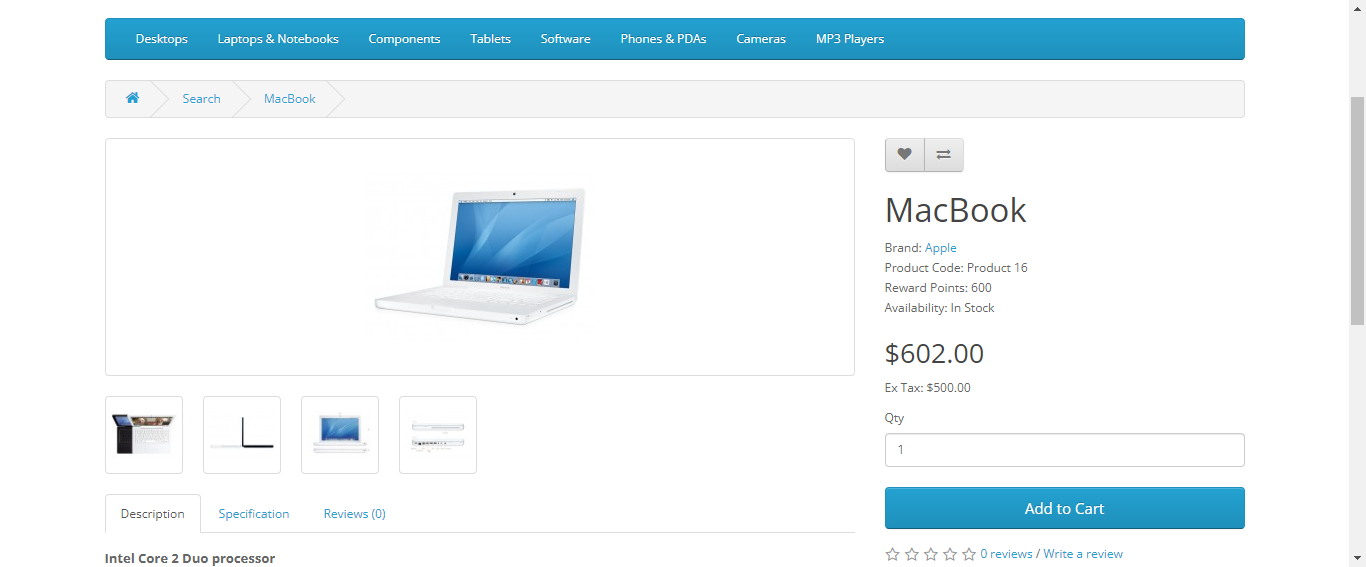 Desktops Laptops & Notebooks Components Tablets Software Phones & PDAs Cameras MP3 Players
Search MacBook
MacBook
Brand: Apple
Product Code: Product 16
Reward Points: 600
Availability: In Stock
$602.00
Ex Tax: $500.00
Qty
1
Add to Cart
0 reviews / Write a review
Description Specification Reviews (0)
Intel Core 2 Duo processor